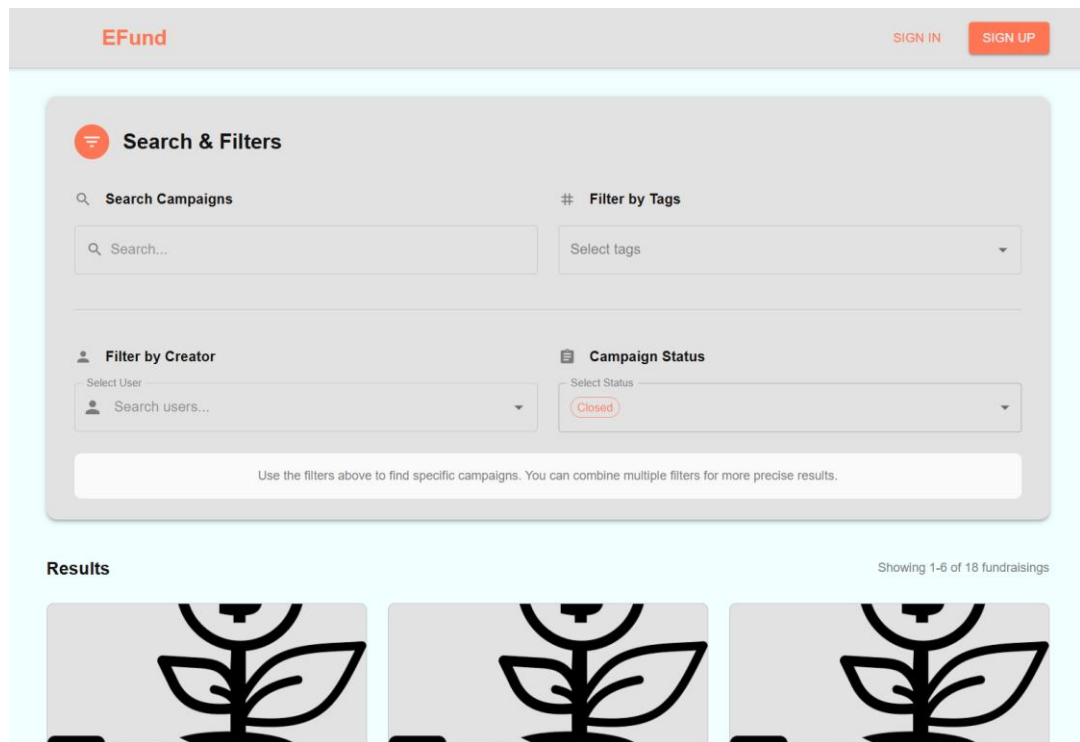 EFund
SIGN IN
SIGN UP
Search & Filters
Search Campaigns
Filter by Tags
Search...
Select tags
Filter by Creator
Campaign Status
Select User
Search users...
Select Status
Closed
Use the filters above to find specific campaigns. You can combine multiple filters for more precise results.
Results
Showing 1-6 of 18 fundraisings